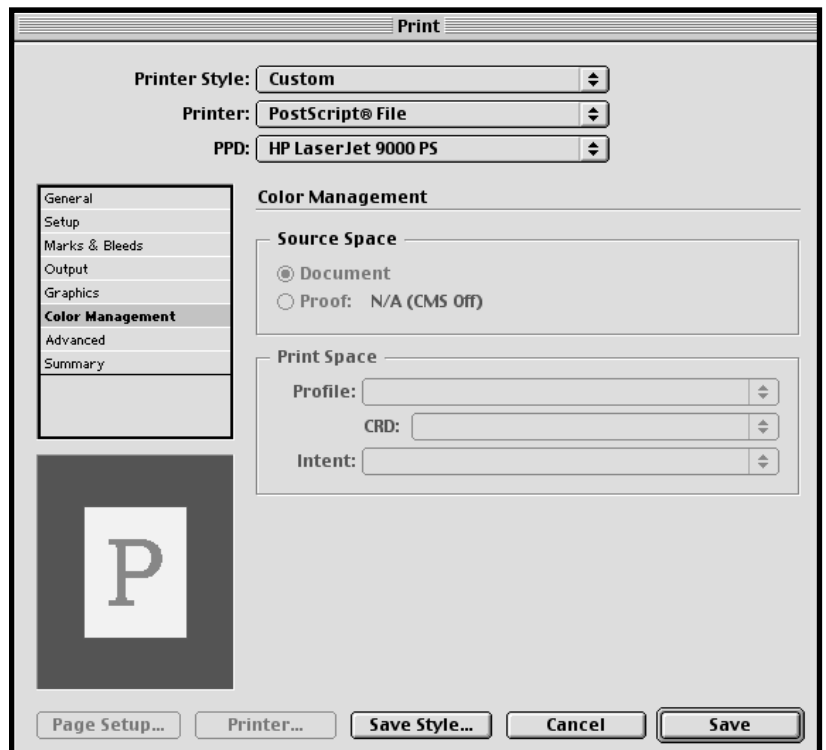 Print
Printer Style: Custom
Printer: PostScript® File
PPD: HP LaserJet 9000 PS
General
Setup
Marks & Bleeds
Output
Graphics
Color Management
Advanced
Summary
Color Management
Source Space
Document
Proof: N/A (CMS Off)
Print Space
Profile:
CRD:
Intent:
P
Page Setup...
Printer...
Save Style...
Cancel
Save